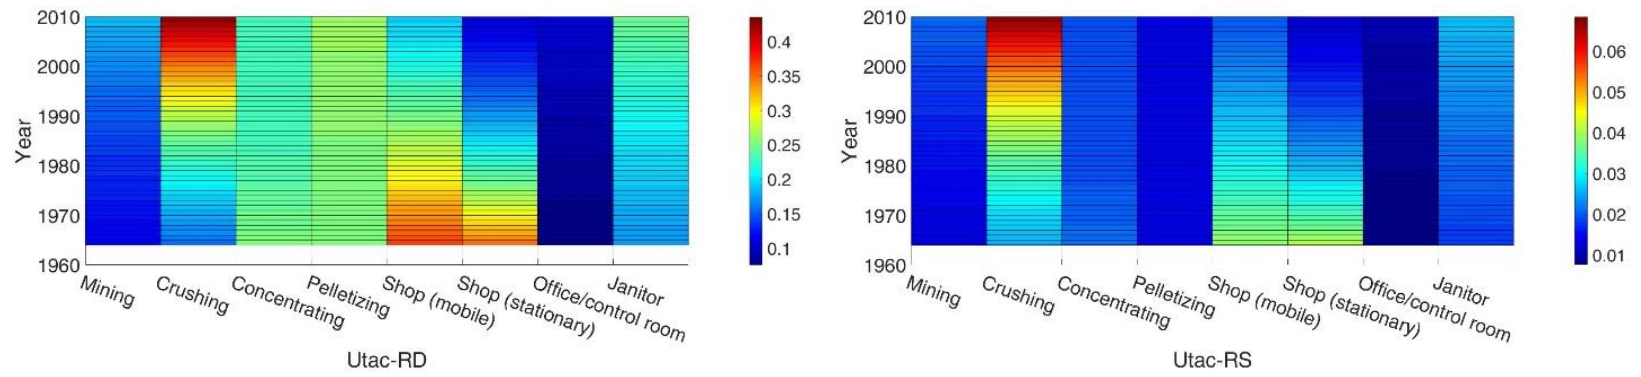 2010
2000
1990
1980
1970
1960
Year
Mining
Crushing
Concentrating
Pelletizing
Shop (mobile)
Shop (stationary)
Office/control room
Janitor
Utac-RD
0.4
0.35
0.3
0.25
0.2
0.15
0.1
2010
2000
1990
1980
1970
1960
Year
Mining
Crushing
Concentrating
Pelletizing
Shop (mobile)
Shop (stationary)
Office/control room
Janitor
Utac-RS
0.06
0.05
0.04
0.03
0.02
0.01